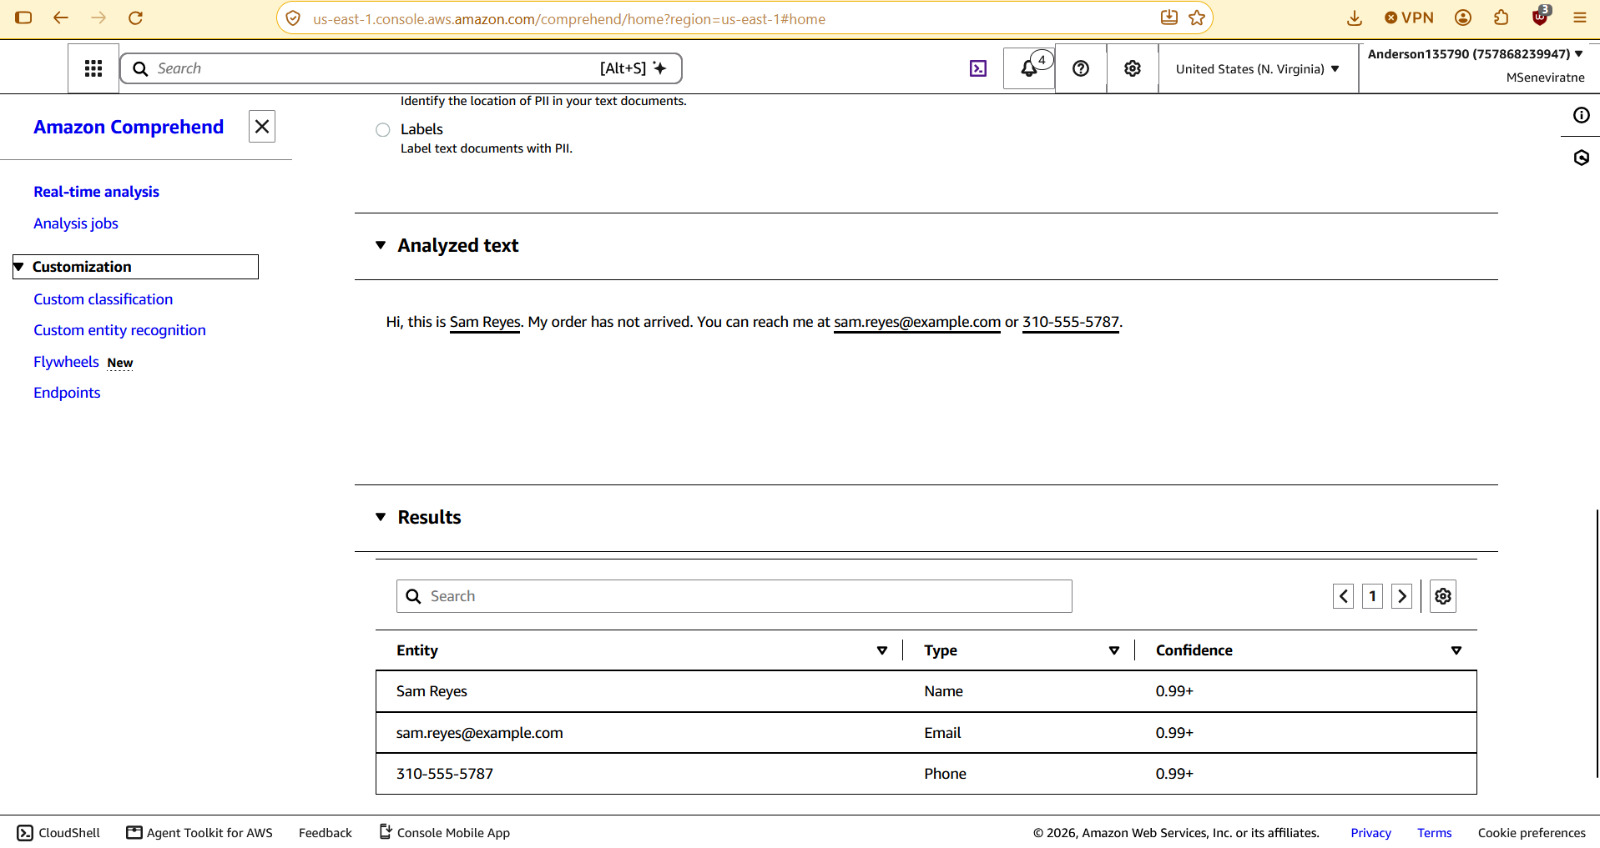 us-east-1.console.aws.amazon.com/comprehend/home?region=us-east-1#home
VPN
3
Search
[Alt+S]
4
United States (N. Virginia)
Anderson135790 (757868239947)
MSeneviratne
Amazon Comprehend
Real-time analysis
Analysis jobs
Customization
Custom classification
Custom entity recognition
Flywheels New
Endpoints
Identify the location of PII in your text documents.
Labels
Label text documents with PII.
Analyzed text
Hi, this is Sam Reyes. My order has not arrived. You can reach me at sam.reyes@example.com or 310-555-5787.
Results
Search
1
Entity Type Confidence
Sam Reyes Name 0.99+
sam.reyes@example.com Email 0.99+
310-555-5787 Phone 0.99+
CloudShell Agent Toolkit for AWS Feedback Console Mobile App © 2026, Amazon Web Services, Inc. or its affiliates. Privacy Terms Cookie preferences